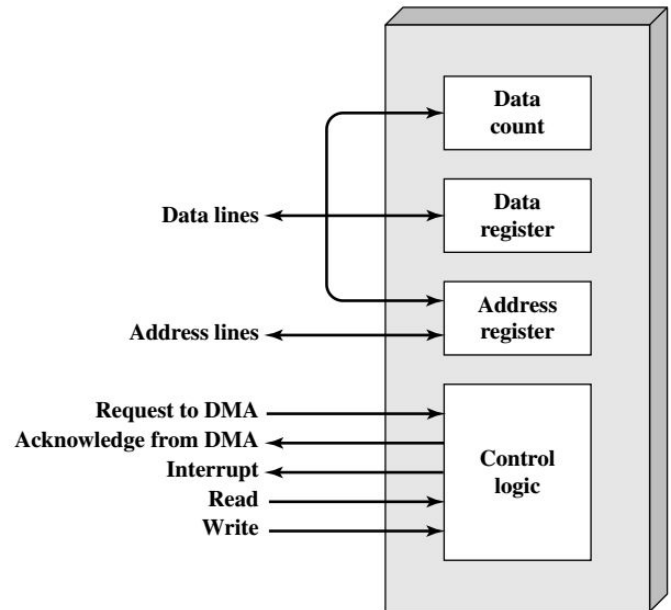 Data
count
Data lines
Data
register
Address
register
Address lines
Request to DMA
Acknowledge from DMA
Interrupt
Read
Write
Control
logic